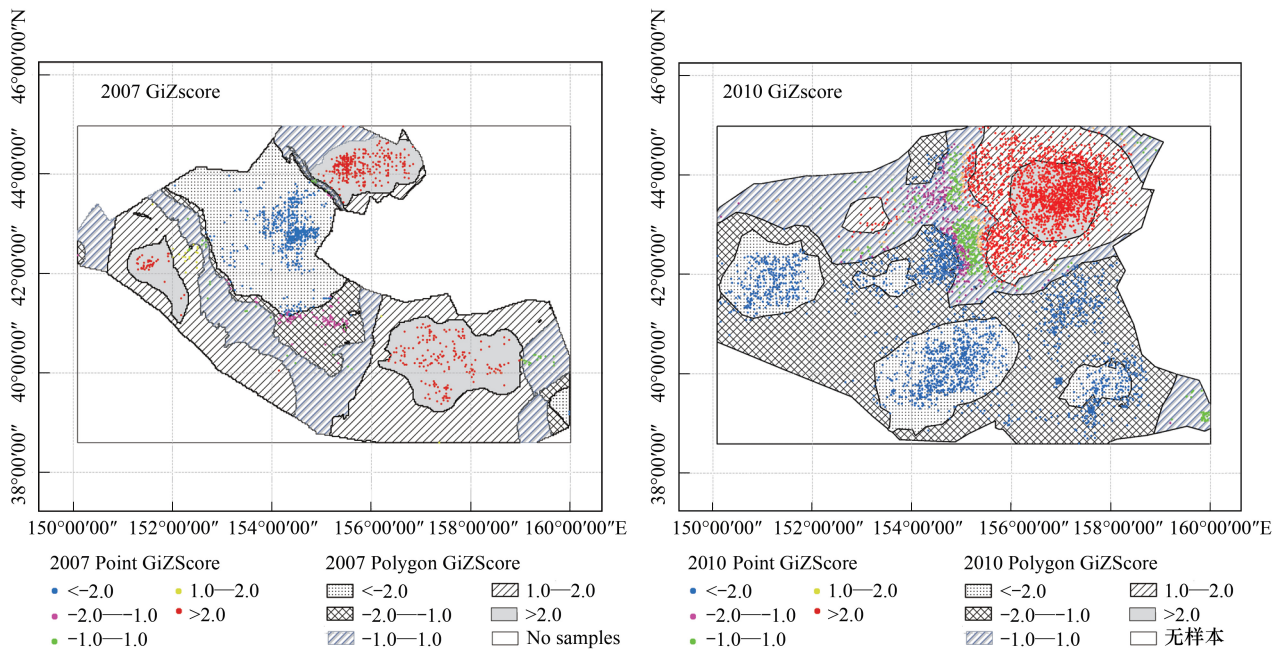 2007 GiZscore
46°00′00″N
44°00′00″
42°00′00″
40°00′00″
38°00′00″
150°00′00″ 152°00′00″ 154°00′00″ 156°00′00″ 158°00′00″ 160°00′00″E
2007 Point GiZScore
<-2.0
-2.0—-1.0
-1.0—1.0
1.0—2.0
>2.0
2007 Polygon GiZScore
<-2.0
-2.0—-1.0
-1.0—1.0
1.0—2.0
>2.0
No samples
2010 GiZscore
46°00′00″N
44°00′00″
42°00′00″
40°00′00″
38°00′00″
150°00′00″ 152°00′00″ 154°00′00″ 156°00′00″ 158°00′00″ 160°00′00″E
2010 Point GiZScore
<-2.0
-2.0—-1.0
-1.0—1.0
1.0—2.0
>2.0
2010 Polygon GiZScore
<-2.0
-2.0—-1.0
-1.0—1.0
1.0—2.0
>2.0
无样本